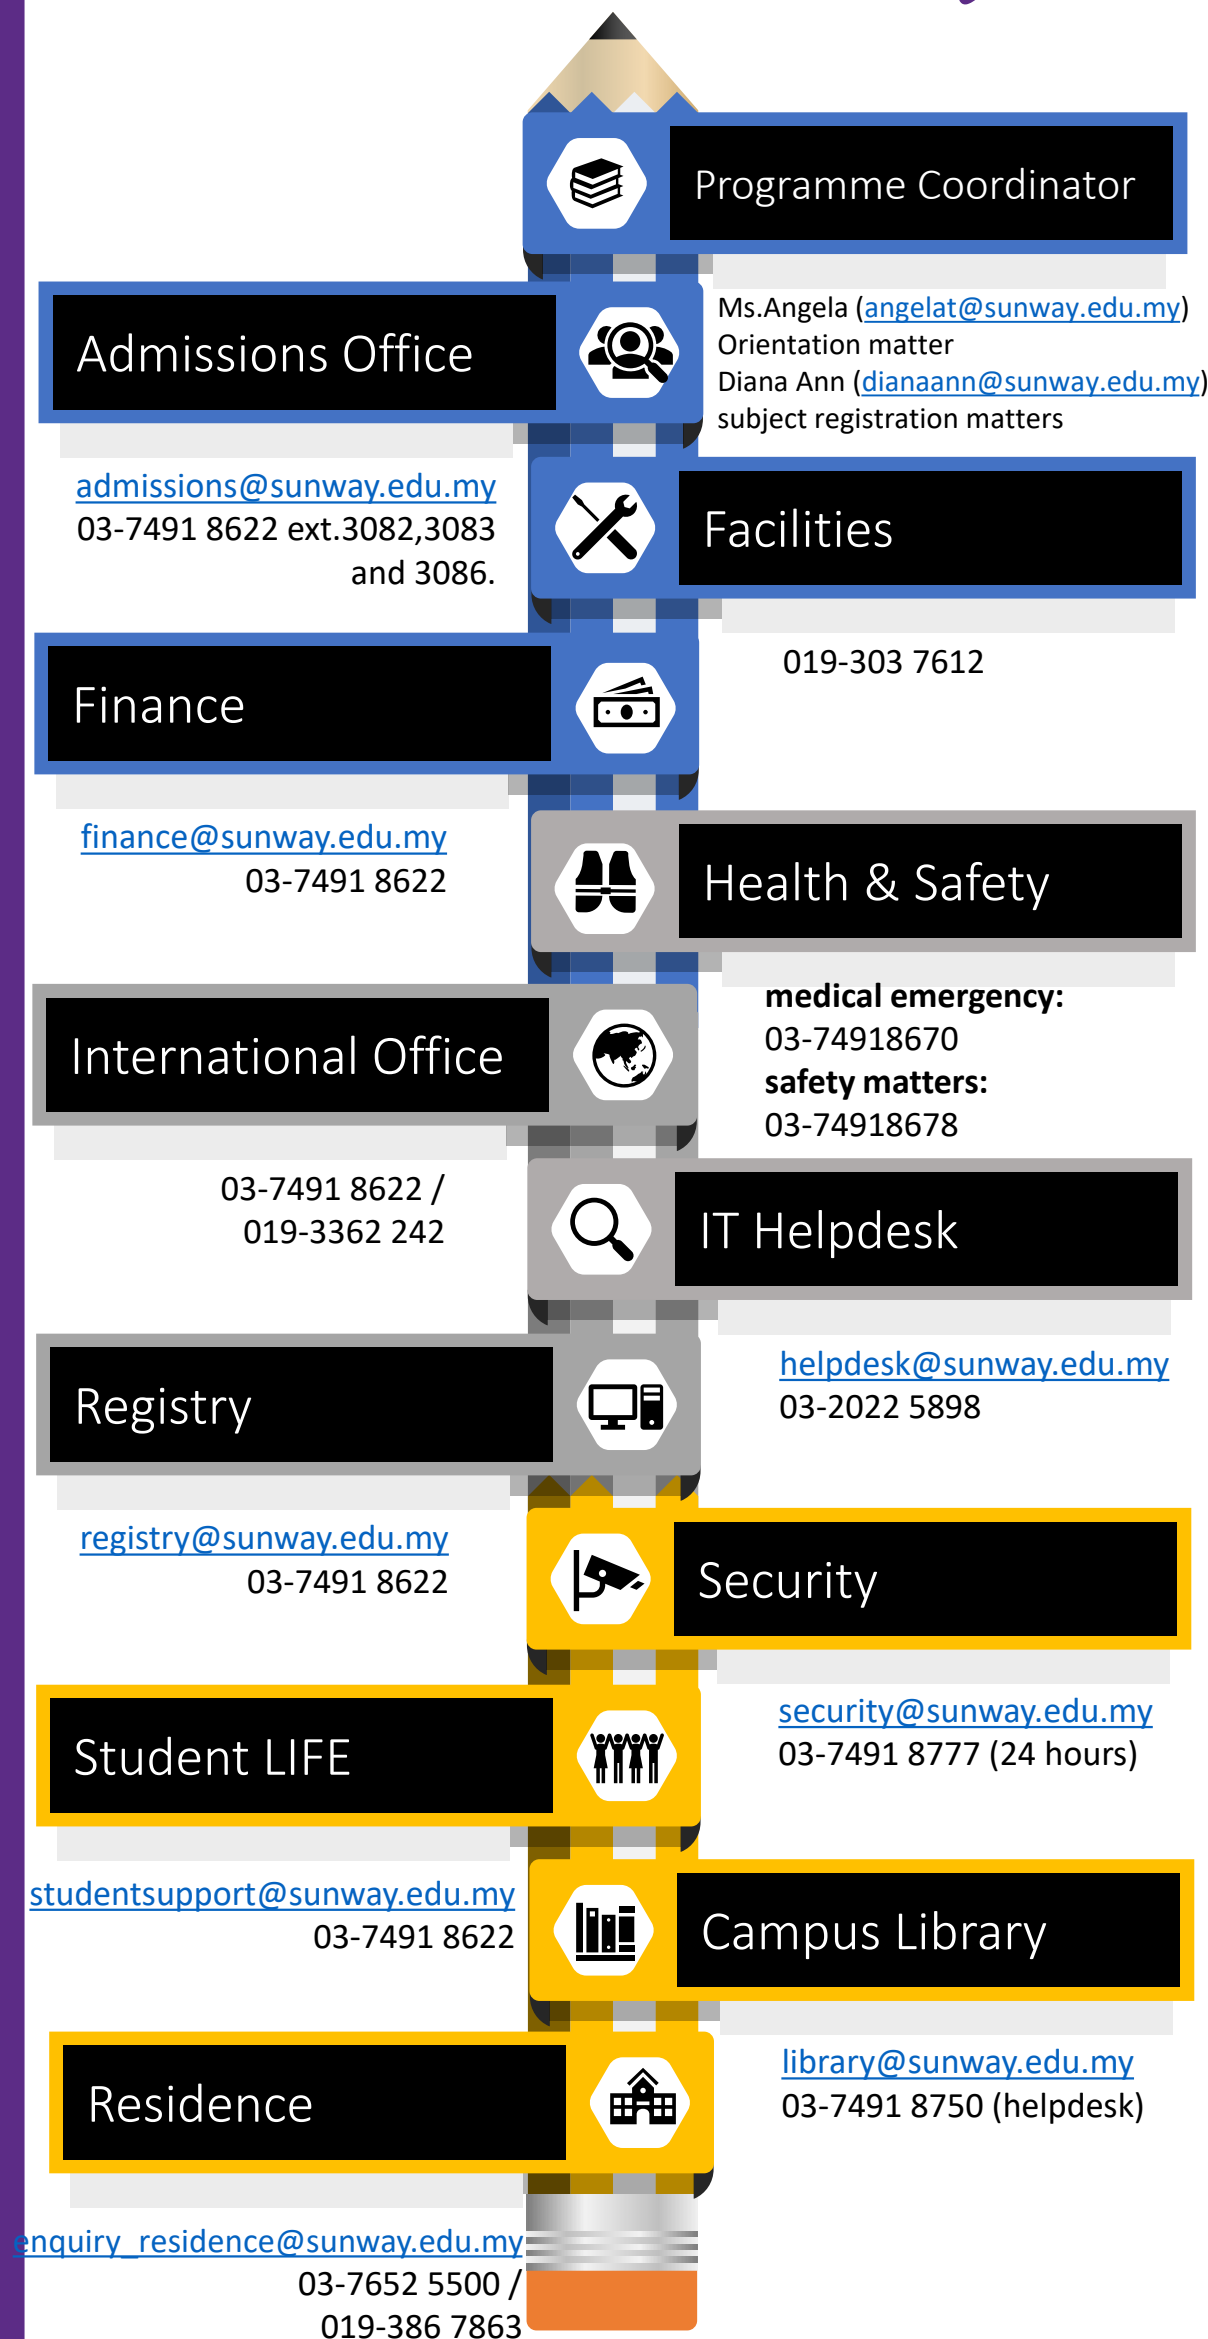 Programme Coordinator
Ms.Angela (angelat@sunway.edu.my)
Orientation matter
Diana Ann (dianaann@sunway.edu.my)
subject registration matters
Admissions Office
admissions@sunway.edu.my
03-7491 8622 ext.3082,3083
and 3086.
Facilities
019-303 7612
Finance
finance@sunway.edu.my
03-7491 8622
Health & Safety
medical emergency:
03-74918670
safety matters:
03-74918678
International Office
03-7491 8622 /
019-3362 242
IT Helpdesk
helpdesk@sunway.edu.my
03-2022 5898
Registry
registry@sunway.edu.my
03-7491 8622
Security
security@sunway.edu.my
03-7491 8777 (24 hours)
Student LIFE
studentsupport@sunway.edu.my
03-7491 8622
Campus Library
library@sunway.edu.my
03-7491 8750 (helpdesk)
Residence
enquiry_residence@sunway.edu.my
03-7652 5500 /
019-386 7863